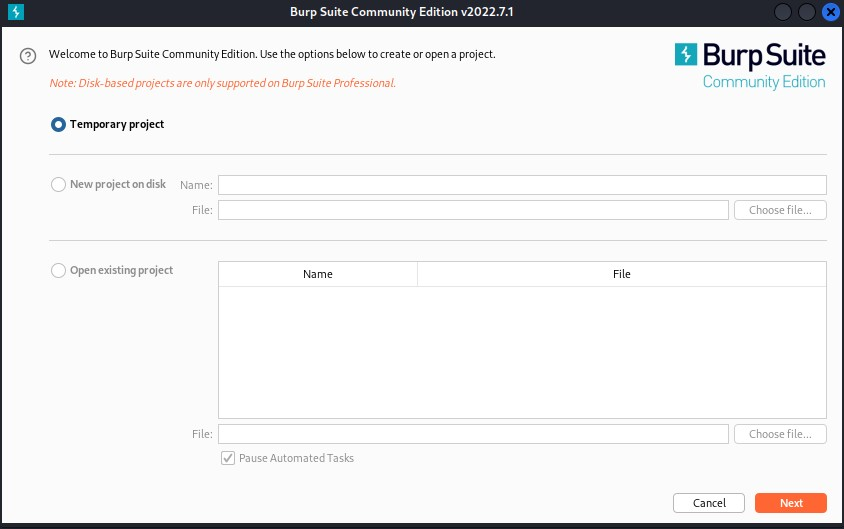 Burp Suite Community Edition v2022.7.1
Welcome to Burp Suite Community Edition. Use the options below to create or open a project.
Burp Suite
Community Edition
Note: Disk-based projects are only supported on Burp Suite Professional.
Temporary project
New project on disk Name:
File: Choose file...
Open existing project Name File
File: Choose file...
Pause Automated Tasks
Cancel Next